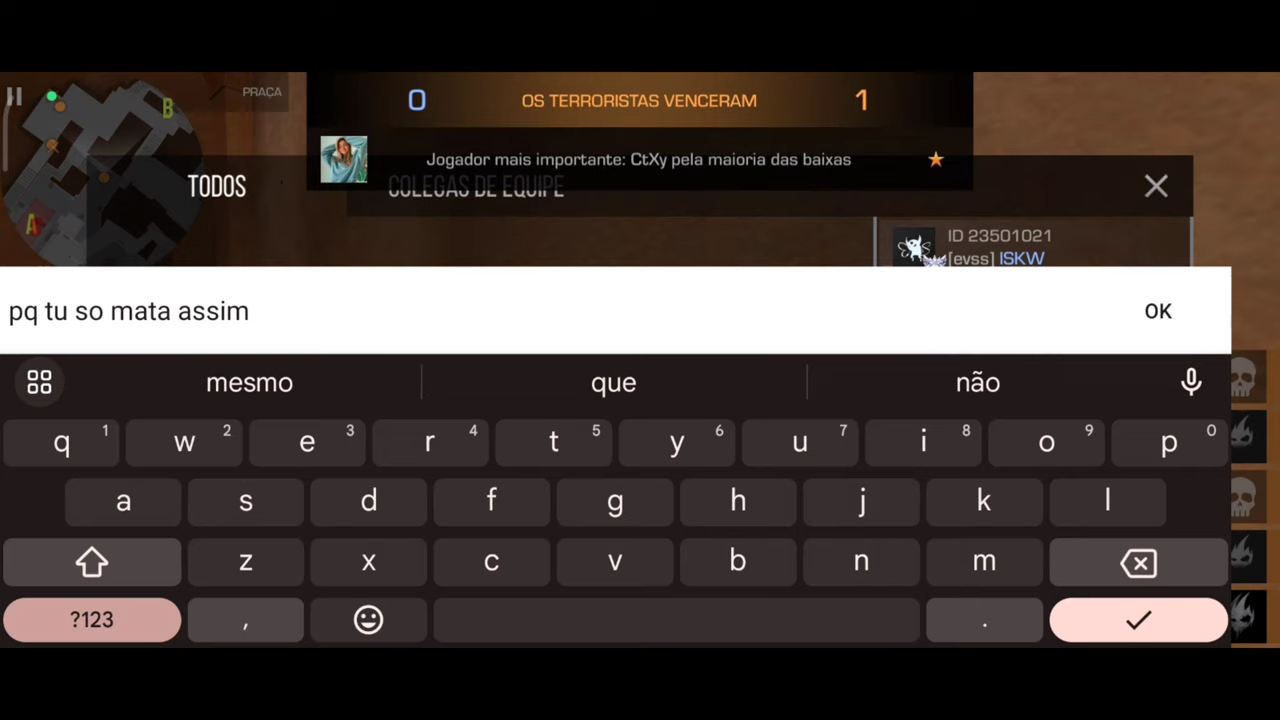 PRAÇA
B
A
0 OS TERRORISTAS VENCERAM 1
Jogador mais importante: CtXy pela maioria das baixas
TODOS COLEGAS DE EQUIPE
ID 23501021
[evss] ISKW
pq tu so mata assim OK
mesmo que não
q 1 w 2 e 3 r 4 t 5 y 6 u 7 i 8 o 9 p 0
a s d f g h j k l
z x c v b n m
?123 , .